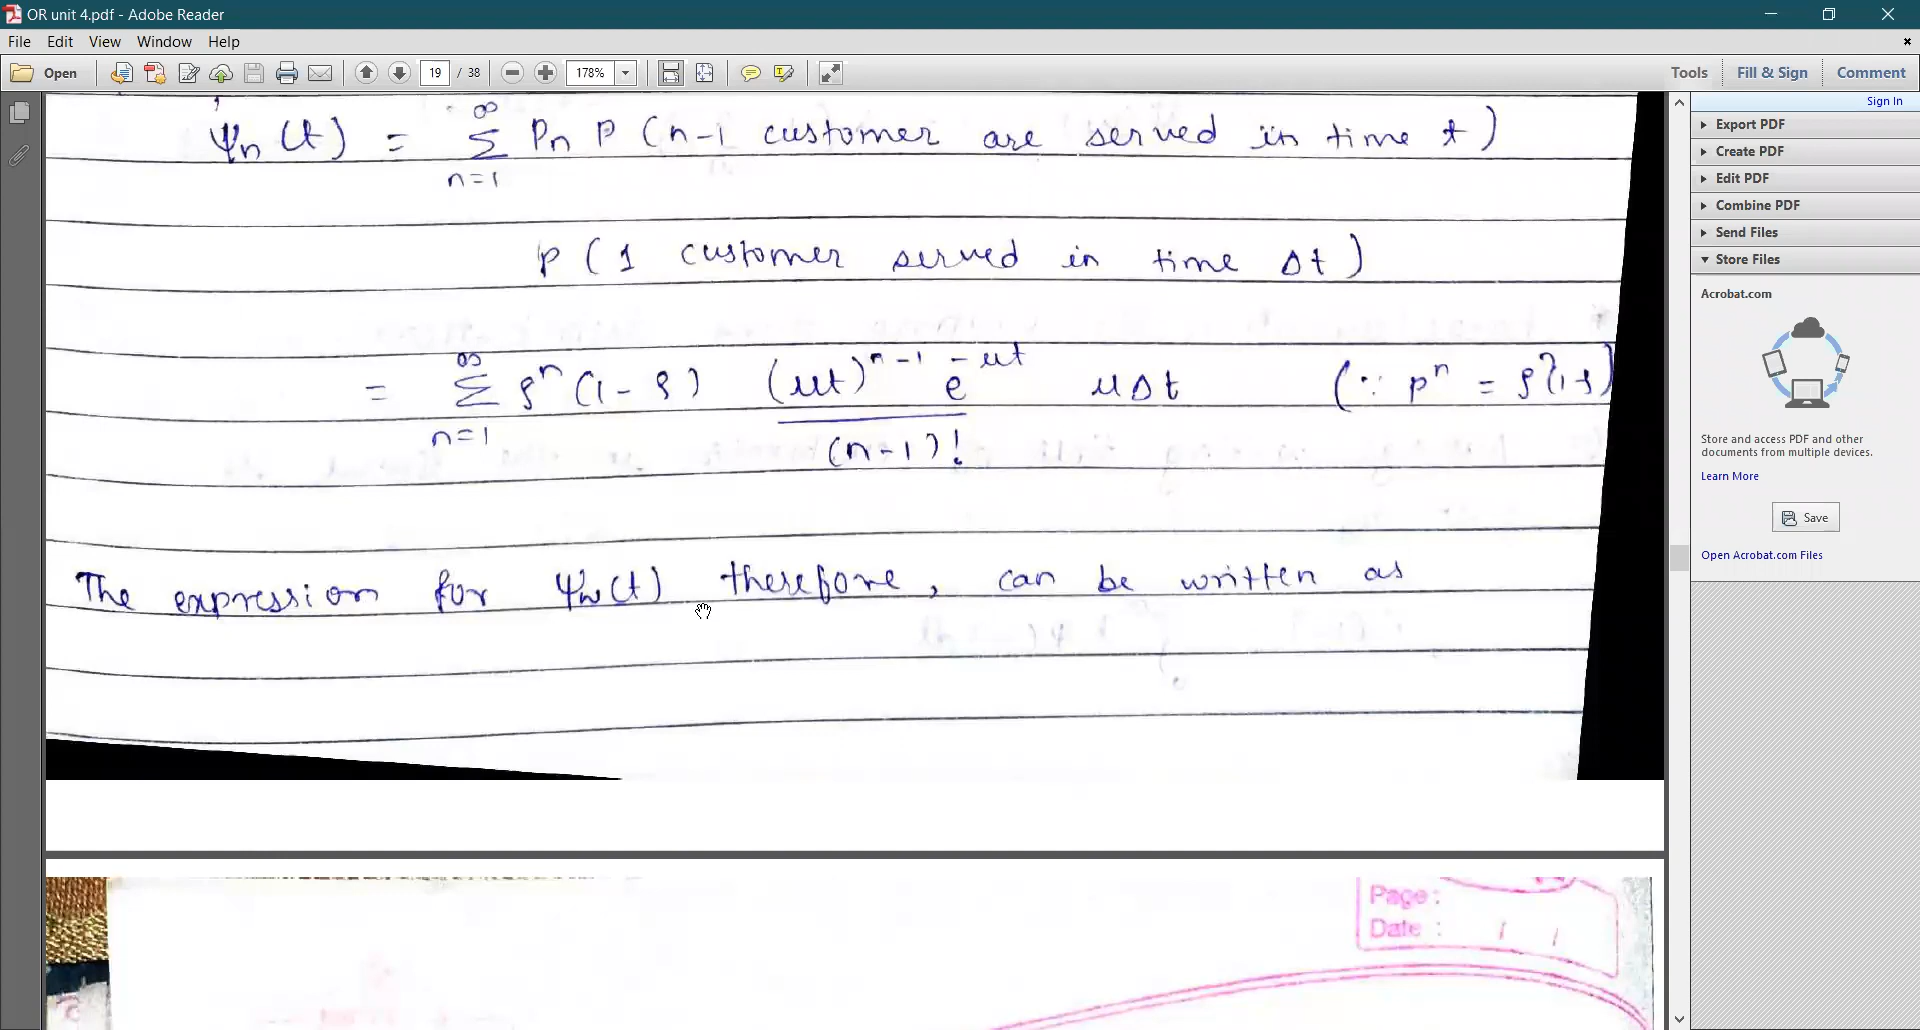 OR unit 4.pdf - Adobe Reader
File Edit View Window Help
Open 19 / 38 178% Tools Fill & Sign Comment
Sign In
Export PDF
Create PDF
Edit PDF
Combine PDF
Send Files
Store Files
Acrobat.com
Store and access PDF and other
documents from multiple devices.
Learn More
Save
Open Acrobat.com Files
ψn (t) = ∞ Σ n=1 Pn P (n-1 customer are served in time t)
P (1 customer served in time Δt)
= ∞ Σ n=1 ρ^n (1-ρ) (μt)^n-1 e^-μt / (n-1)! μΔt (∵ p^n = ρ^n(1-ρ)
The expression for ψw(t) therefore, can be written as
Page :
Date : / /